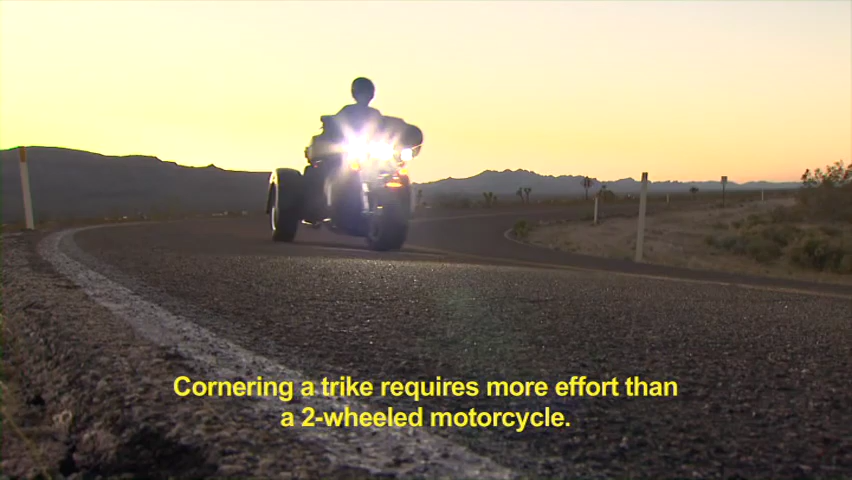 Cornering a trike requires more effort than
a 2-wheeled motorcycle.